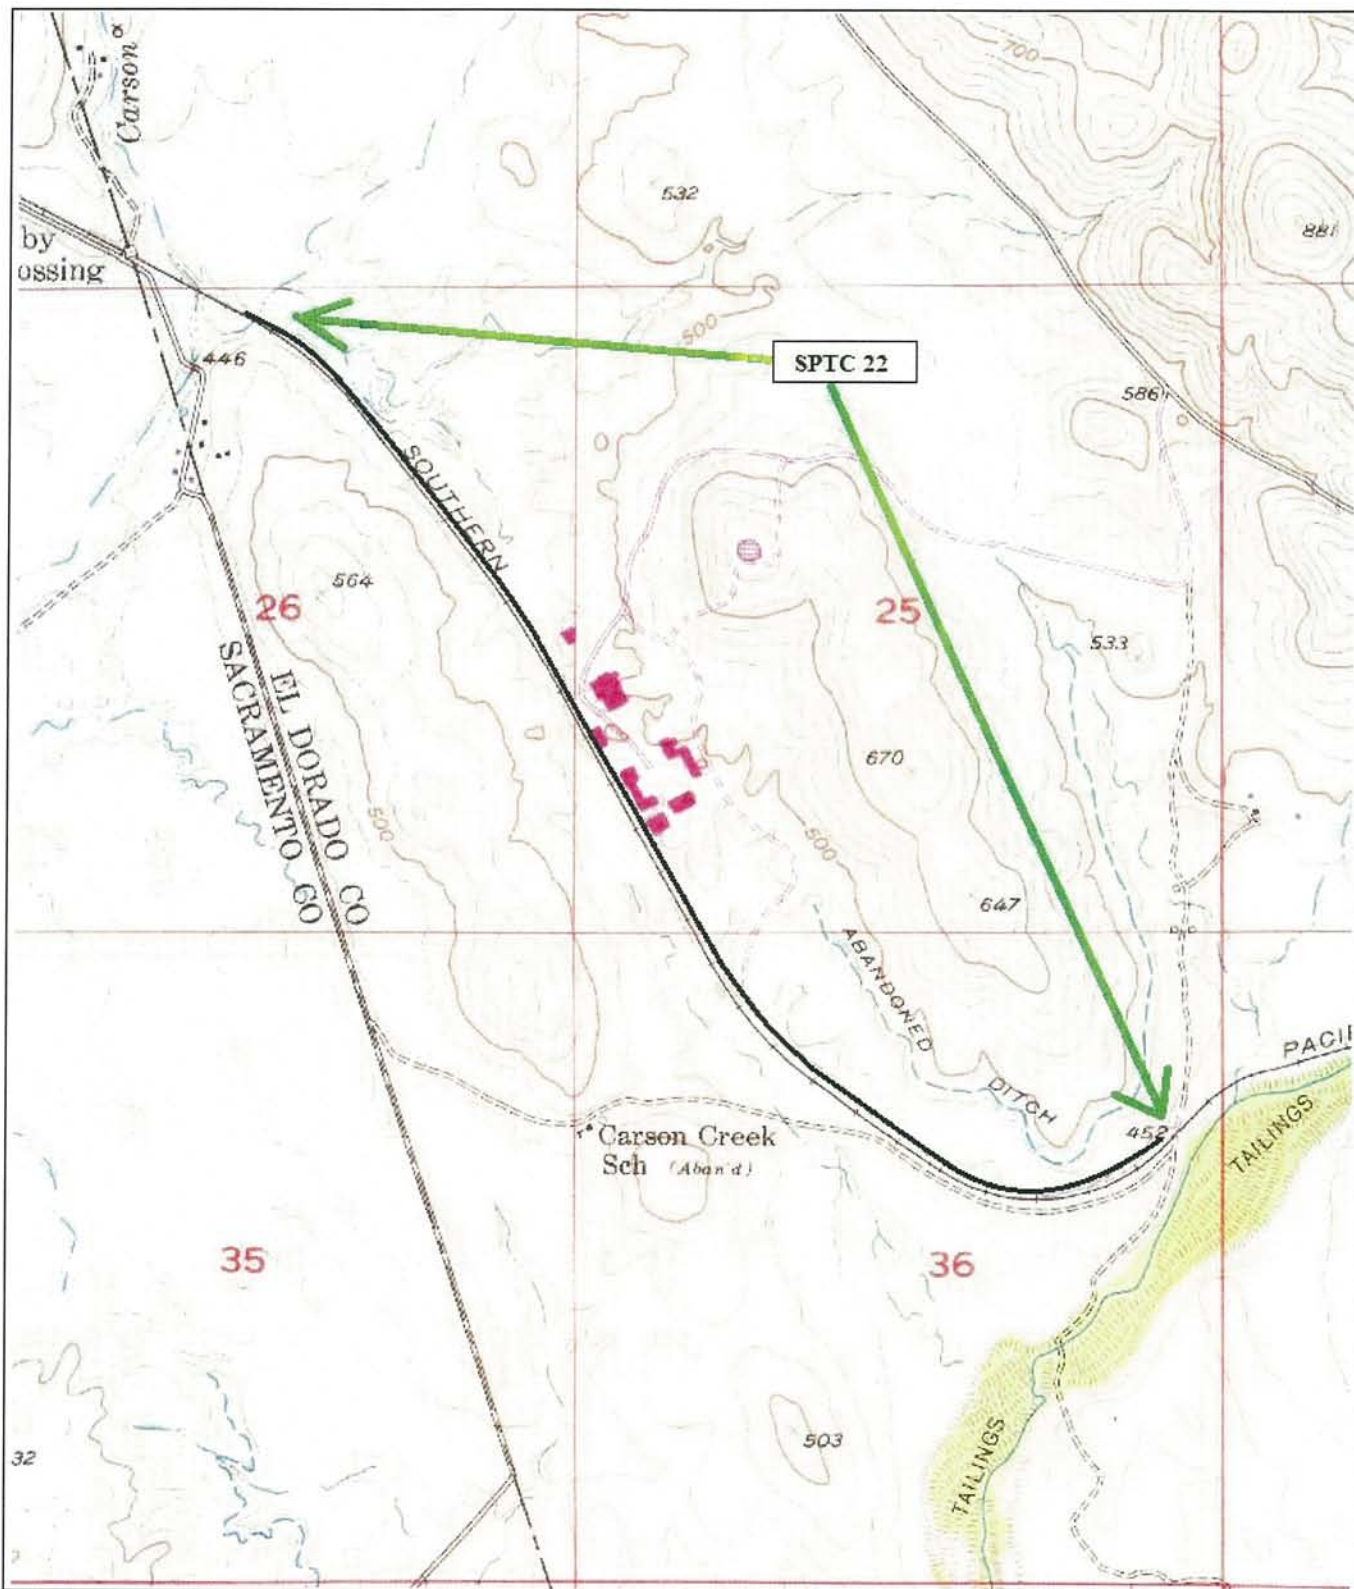 Carson
700
532
881
by
ossing
500
446
SPTC 22
586
SOUTHERN
564
26
25
533
EL DORADO CO
SACRAMENTO CO
670
500
500
647
ABANDONED
DITCH
PACIF
452
TAILINGS
Carson Creek
Sch (Aban'd)
35
36
503
TAILINGS
32